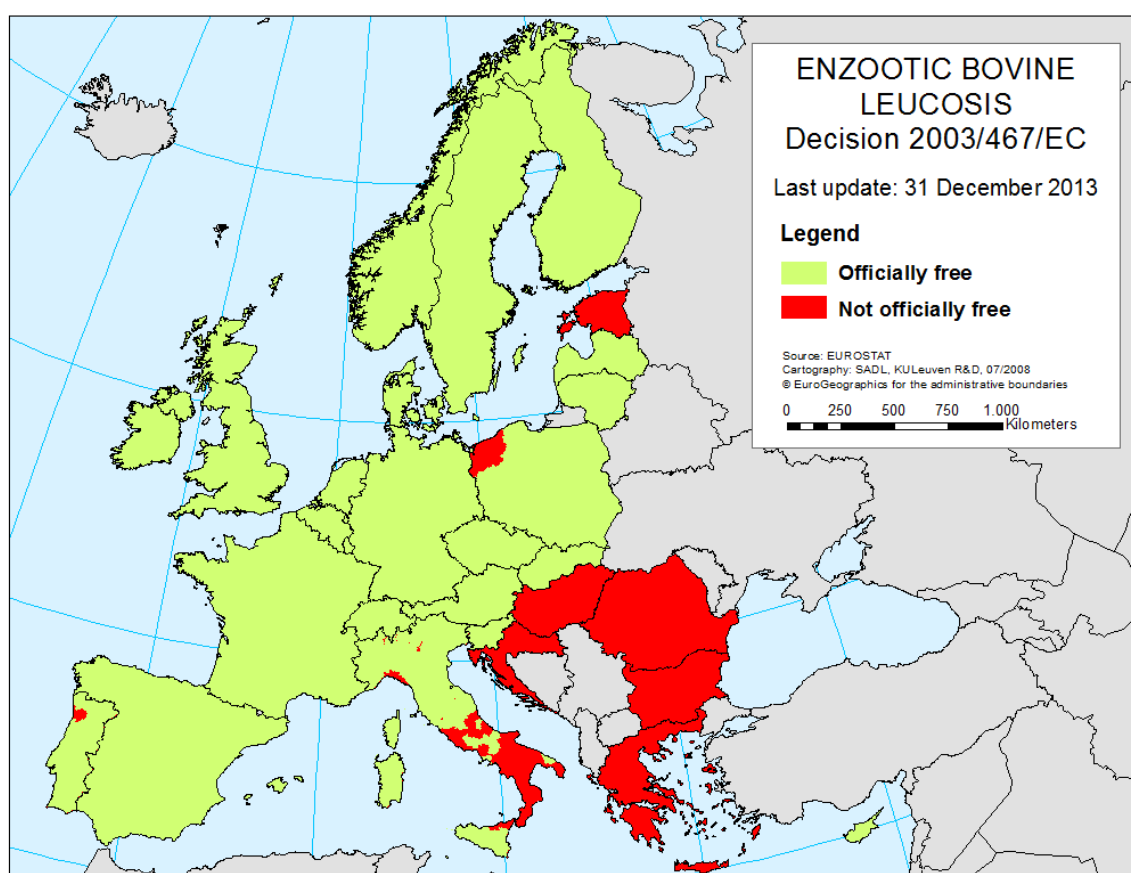 ENZOOTIC BOVINE
LEUCOSIS
Decision 2003/467/EC
Last update: 31 December 2013
Legend
Officially free
Not officially free
Source: EUROSTAT
Cartography: SADL, KULeuven R&D, 07/2008
© EuroGeographics for the administrative boundaries
0 250 500 750 1.000
Kilometers